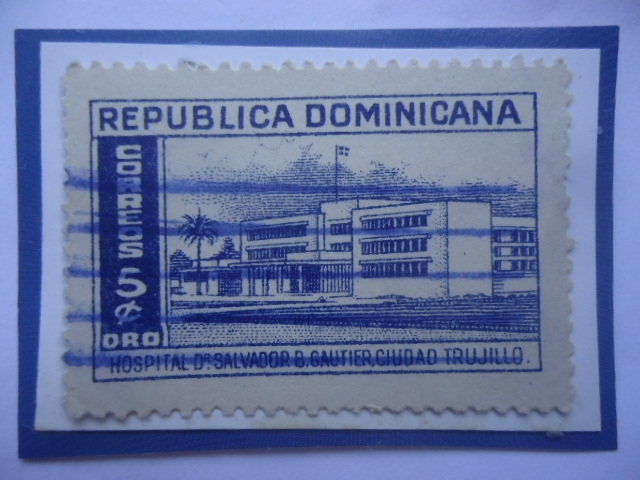 REPUBLICA DOMINICANA
CORREOS 5¢
ORO
HOSPITAL Dr. SALVADOR B. GAUTIER, CIUDAD TRUJILLO.